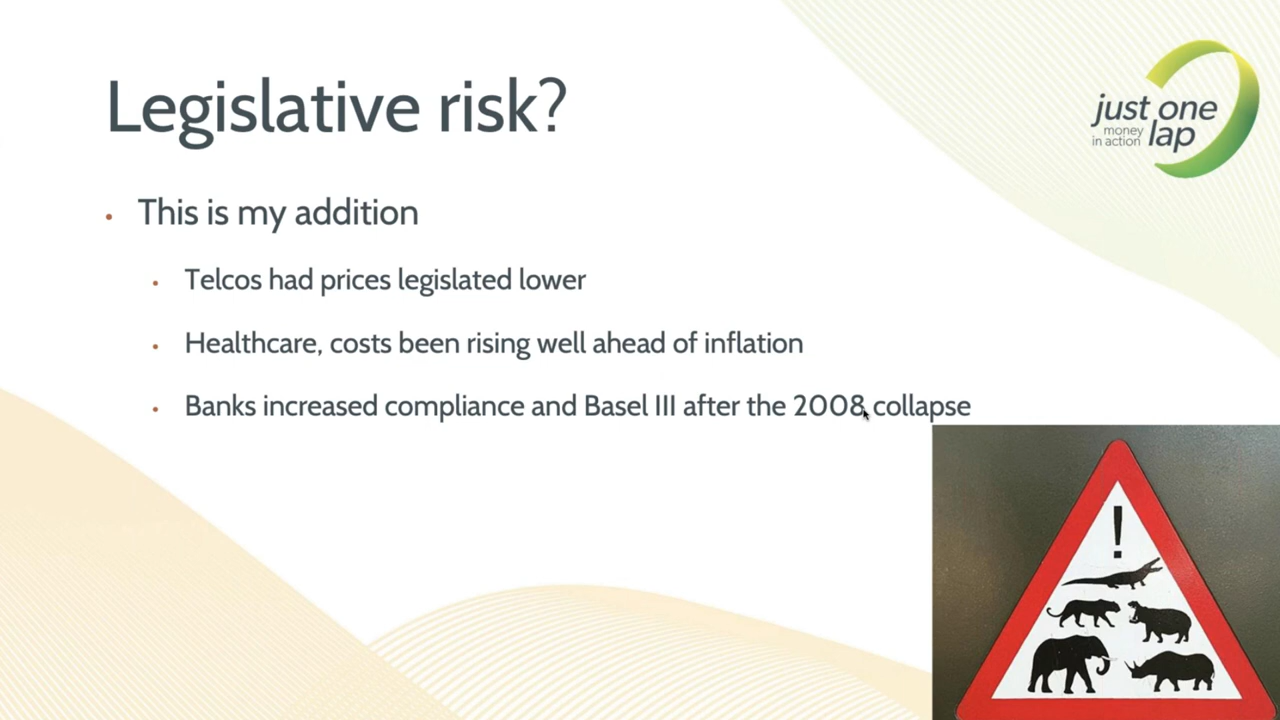 Legislative risk?
just one
money
in action lap
• This is my addition
• Telcos had prices legislated lower
• Healthcare, costs been rising well ahead of inflation
• Banks increased compliance and Basel III after the 2008 collapse
!